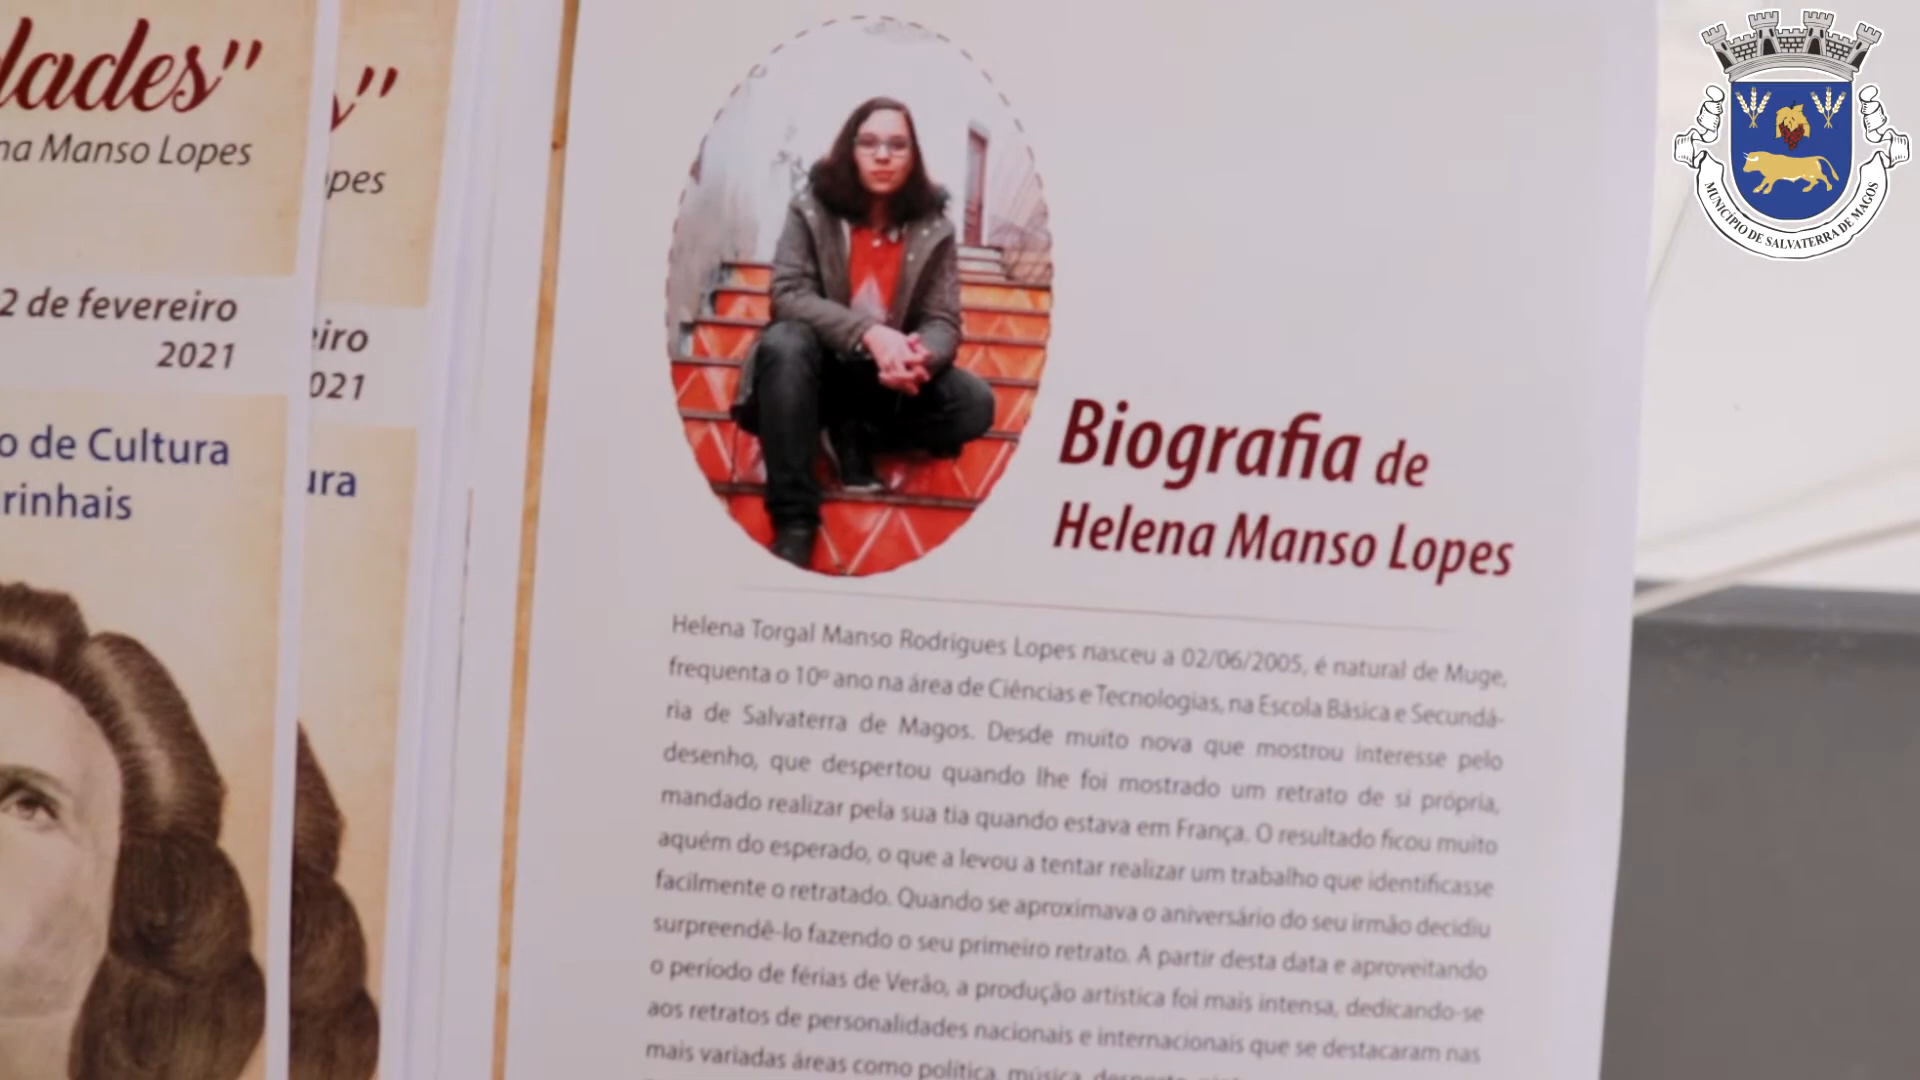 lades"
na Manso Lopes
2 de fevereiro
2021
o de Cultura
rinhais
"
pes
eiro
021
ura
Biografia de
Helena Manso Lopes
Helena Torgal Manso Rodrigues Lopes nasceu a 02/06/2005, é natural de Muge,
frequenta o 10º ano na área de Ciências e Tecnologias, na Escola Básica e Secundá-
ria de Salvaterra de Magos. Desde muito nova que mostrou interesse pelo
desenho, que despertou quando lhe foi mostrado um retrato de si própria,
mandado realizar pela sua tia quando estava em França. O resultado ficou muito
aquém do esperado, o que a levou a tentar realizar um trabalho que identificasse
facilmente o retratado. Quando se aproximava o aniversário do seu irmão decidiu
surpreendê-lo fazendo o seu primeiro retrato. A partir desta data e aproveitando
o período de férias de Verão, a produção artística foi mais intensa, dedicando-se
aos retratos de personalidades nacionais e internacionais que se destacaram nas
mais variadas áreas como política, música, desporto,
MUNICÍPIO DE SALVATERRA DE MAGOS